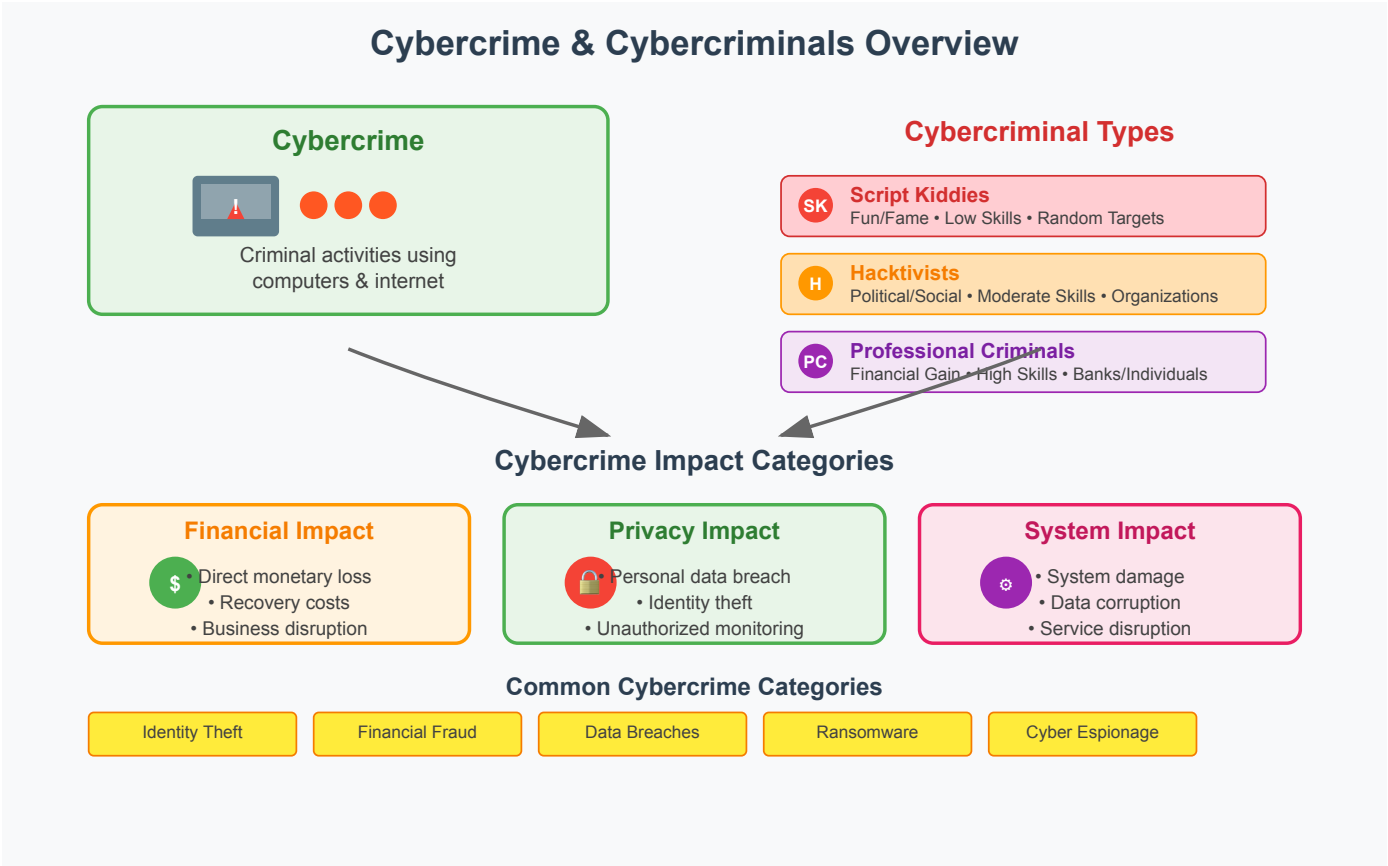 Cybercrime & Cybercriminals Overview
Cybercrime
!
Criminal activities using
computers & internet
Cybercriminal Types
SK
Script Kiddies
Fun/Fame • Low Skills • Random Targets
H
Hacktivists
Political/Social • Moderate Skills • Organizations
PC
Professional Criminals
Financial Gain • High Skills • Banks/Individuals
Cybercrime Impact Categories
Financial Impact
$
• Direct monetary loss
• Recovery costs
• Business disruption
Privacy Impact
• Personal data breach
• Identity theft
• Unauthorized monitoring
System Impact
• System damage
• Data corruption
• Service disruption
Common Cybercrime Categories
Identity Theft
Financial Fraud
Data Breaches
Ransomware
Cyber Espionage